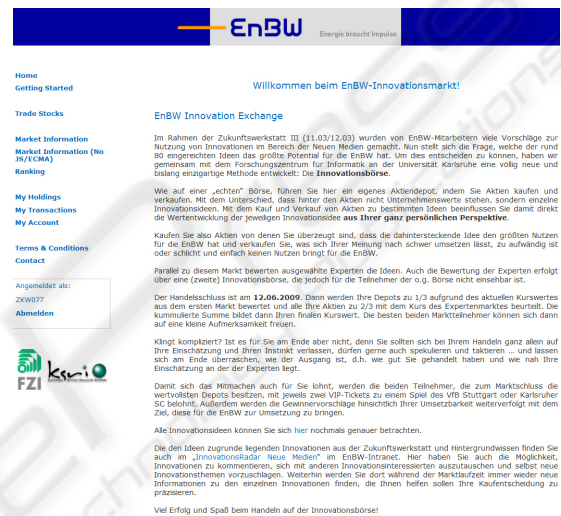 EnBW
Energie braucht Impulse
Home
Getting Started
Trade Stocks
Market Information
Market Information (No
JS/ECMA)
Ranking
My Holdings
My Transactions
My Account
Terms & Conditions
Contact
Angemeldet als:
ZKW077
Abmelden
FZI
ksri
Willkommen beim EnBW-Innovationsmarkt!
EnBW Innovation Exchange
Im Rahmen der Zukunftswerkstatt III (11.03/12.03) wurden von EnBW-Mitarbeitern viele Vorschläge zur
Nutzung von Innovationen im Bereich der Neuen Medien gemacht. Nun stellt sich die Frage, welche der rund
80 eingereichten Ideen das größte Potential für die EnBW hat. Um dies entscheiden zu können, haben wir
gemeinsam mit dem Forschungszentrum für Informatik an der Universität Karlsruhe eine völlig neue und
bislang einzigartige Methode entwickelt: Die Innovationsbörse.
Wie auf einer „echten" Börse, führen Sie hier ein eigenes Aktiendepot, indem Sie Aktien kaufen und
verkaufen. Mit dem Unterschied, dass hinter den Aktien nicht Unternehmenswerte stehen, sondern einzelne
Innovationsideen. Mit dem Kauf und Verkauf von Aktien zu bestimmten Ideen beeinflussen Sie damit direkt
die Wertentwicklung der jeweiligen Innovationsidee aus Ihrer ganz persönlichen Perspektive.
Kaufen Sie also Aktien von denen Sie überzeugt sind, dass die dahintersteckende Idee den größten Nutzen
für die EnBW hat und verkaufen Sie, was sich Ihrer Meinung nach schwer umsetzen lässt, zu aufwändig ist
oder schlicht und einfach keinen Nutzen bringt für die EnBW.
Parallel zu diesem Markt bewerten ausgewählte Experten die Ideen. Auch die Bewertung der Experten erfolgt
über eine (zweite) Innovationsbörse, die jedoch für die Teilnehmer der o.g. Börse nicht einsehbar ist.
Der Handelsschluss ist am 12.06.2009. Dann werden Ihre Depots zu 1/3 aufgrund des aktuellen Kurswertes
aus dem ersten Markt bewertet und alle Ihre Aktien zu 2/3 mit dem Kurs des Expertenmarktes beurteilt. Die
kummulierte Summe bildet dann Ihren finalen Kurswert. Die besten beiden Marktteilnehmer können sich dann
auf eine kleine Aufmerksamkeit freuen.
Klingt kompliziert? Ist es für Sie am Ende aber nicht, denn Sie sollten sich bei Ihrem Handeln ganz allein auf
Ihre Einschätzung und Ihren Instinkt verlassen, dürfen gerne auch spekulieren und taktieren ... und lassen
sich am Ende überraschen, wie der Ausgang ist, d.h. wie gut Sie gehandelt haben und wie nah Ihre
Einschätzung an der der Experten liegt.
Damit sich das Mitmachen auch für Sie lohnt, werden die beiden Teilnehmer, die zum Marktschluss die
wertvollsten Depots besitzen, mit jeweils zwei VIP-Tickets zu einem Spiel des VfB Stuttgart oder Karlsruher
SC belohnt. Außerdem werden die Gewinnervorschläge hinsichtlich Ihrer Umsetzbarkeit weiterverfolgt mit dem
Ziel, diese für die EnBW zur Umsetzung zu bringen.
Alle Innovationsideen können Sie sich hier nochmals genauer betrachten.
Die den Ideen zugrunde liegenden Innovationen aus der Zukunftswerkstatt und Hintergrundwissen finden Sie
auch im „InnovationsRadar Neue Medien" im EnBW-Intranet. Hier haben Sie auch die Möglichkeit,
Innovationen zu kommentieren, sich mit anderen Innovationsinteressierten auszutauschen und selbst neue
Innovationsthemen vorzuschlagen. Weiterhin werden Sie dort während der Marktlaufzeit immer wieder neue
Informationen zu den einzelnen Innovationen finden, die Ihnen helfen sollen Ihre Kaufentscheidung zu
präzisieren.
Viel Erfolg und Spaß beim Handeln auf der Innovationsbörse!